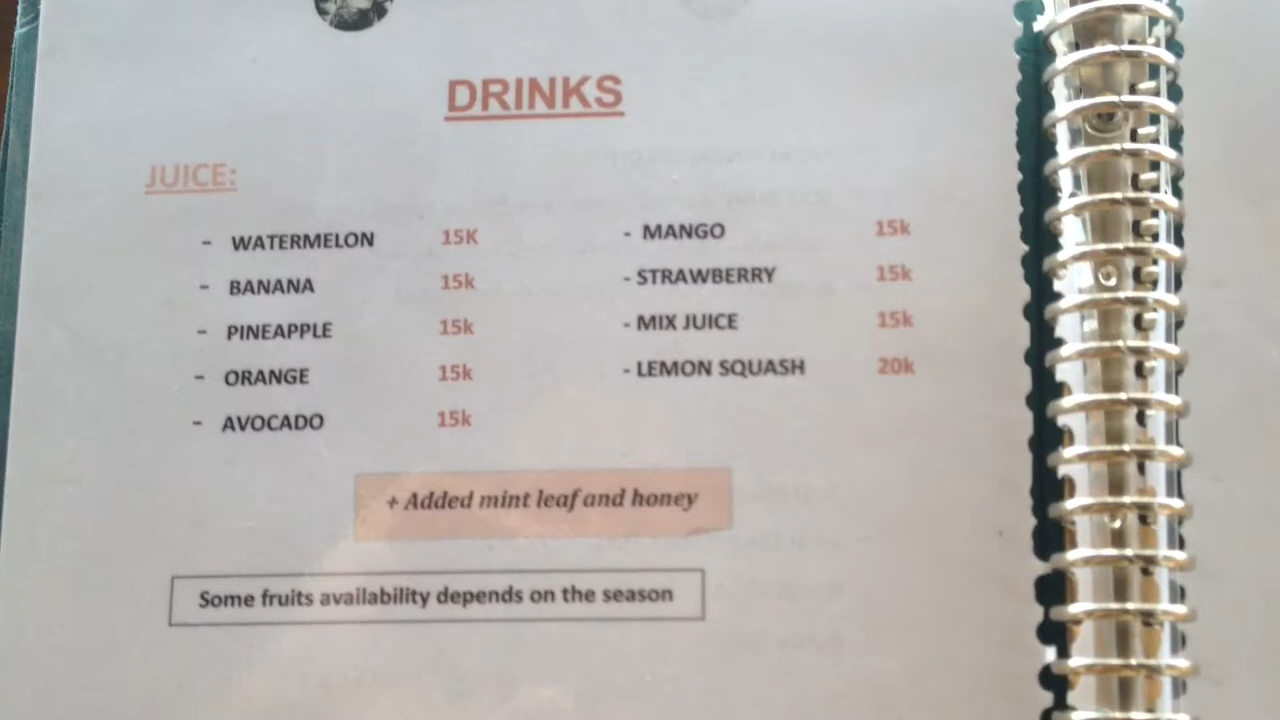 DRINKS
JUICE:
- WATERMELON 15K
- BANANA 15k
- PINEAPPLE 15k
- ORANGE 15k
- AVOCADO 15k
- MANGO 15k
- STRAWBERRY 15k
- MIX JUICE 15k
- LEMON SQUASH 20k
+ Added mint leaf and honey
Some fruits availability depends on the season